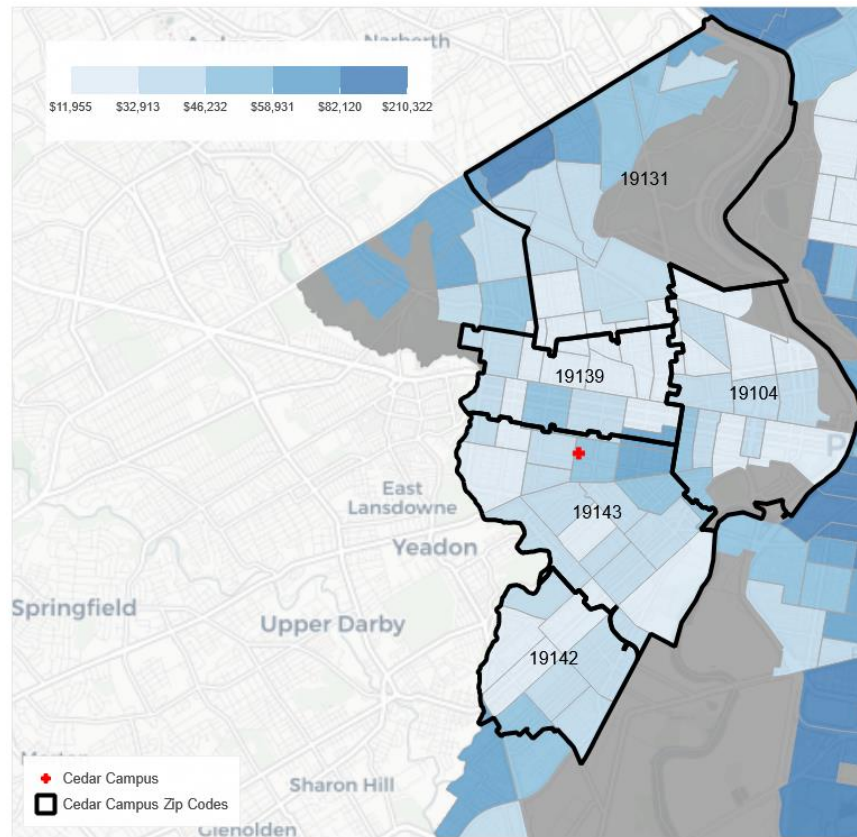 Narberth
$11,955 $32,913 $46,232 $58,931 $82,120 $210,322
19131
19139
19104
East
Lansdowne
19143
Yeadon
Springfield
Upper Darby
19142
Cedar Campus
Sharon Hill
Cedar Campus Zip Codes
Glenolden